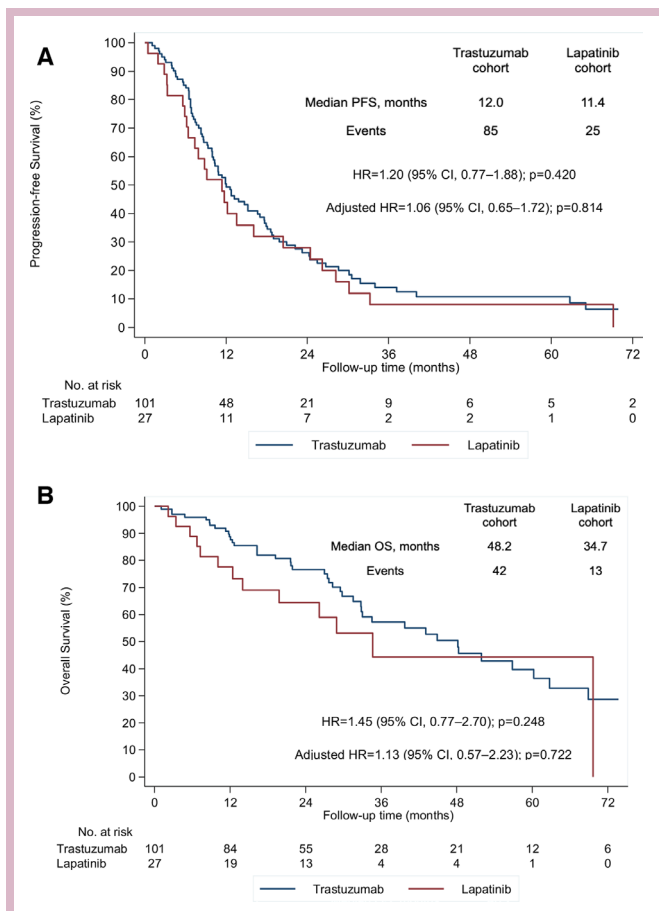 A
Trastuzumab cohort
Lapatinib cohort
Median PFS, months 12.0 11.4
Events 85 25
HR=1.20 (95% CI, 0.77–1.88); p=0.420
Adjusted HR=1.06 (95% CI, 0.65–1.72); p=0.814
Progression-free Survival (%)
100
90
80
70
60
50
40
30
20
10
0
0 12 24 36 48 60 72
Follow-up time (months)
No. at risk
Trastuzumab 101 48 21 9 6 5 2
Lapatinib 27 11 7 2 2 1 0
Trastuzumab Lapatinib
B
Trastuzumab cohort
Lapatinib cohort
Median OS, months 48.2 34.7
Events 42 13
HR=1.45 (95% CI, 0.77–2.70); p=0.248
Adjusted HR=1.13 (95% CI, 0.57–2.23); p=0.722
Overall Survival (%)
100
90
80
70
60
50
40
30
20
10
0
0 12 24 36 48 60 72
Follow-up time (months)
No. at risk
Trastuzumab 101 84 55 28 21 12 6
Lapatinib 27 19 13 4 4 1 0
Trastuzumab Lapatinib